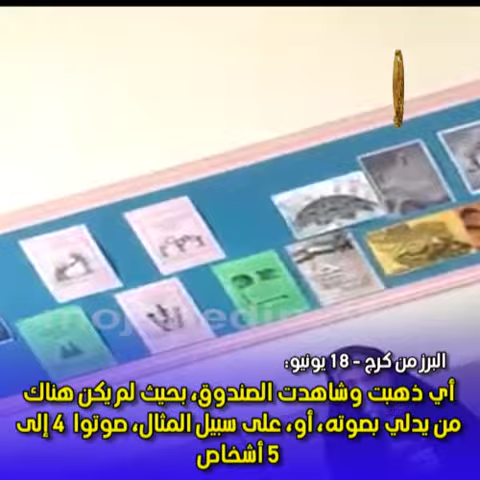 mojahedin
البرز من كرج - 18 يونيو:
أي ذهبت وشاهدت الصندوق، بحيث لم يكن هناك
من يدلي بصوته، أو، على سبيل المثال، صوتوا 4 إلى
5 أشخاص